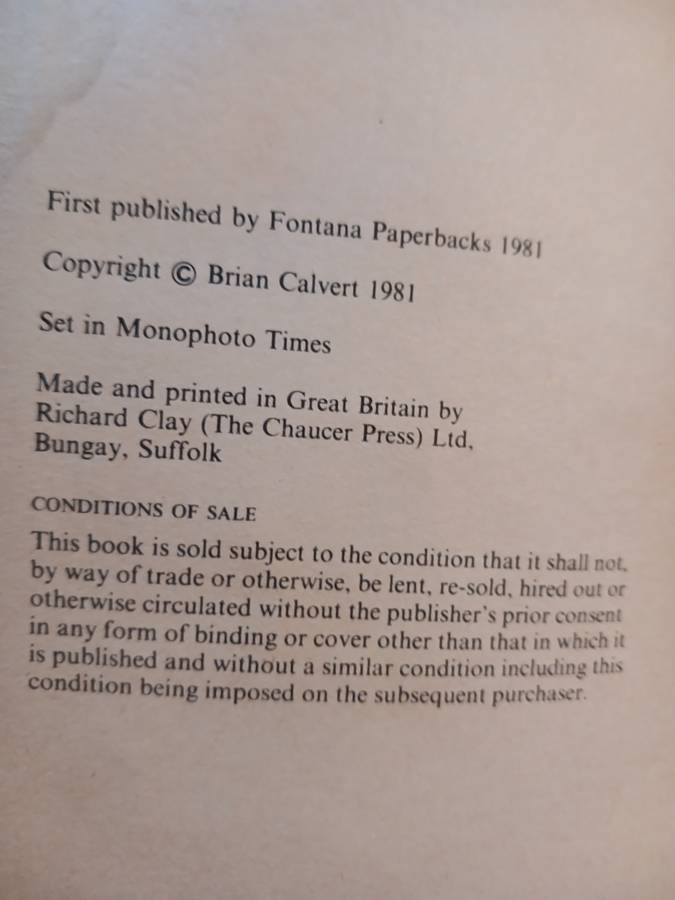 First published by Fontana Paperbacks 1981
Copyright © Brian Calvert 1981
Set in Monophoto Times
Made and printed in Great Britain by
Richard Clay (The Chaucer Press) Ltd,
Bungay, Suffolk
CONDITIONS OF SALE
This book is sold subject to the condition that it shall not,
by way of trade or otherwise, be lent, re-sold, hired out or
otherwise circulated without the publisher's prior consent
in any form of binding or cover other than that in which it
is published and without a similar condition including this
condition being imposed on the subsequent purchaser.